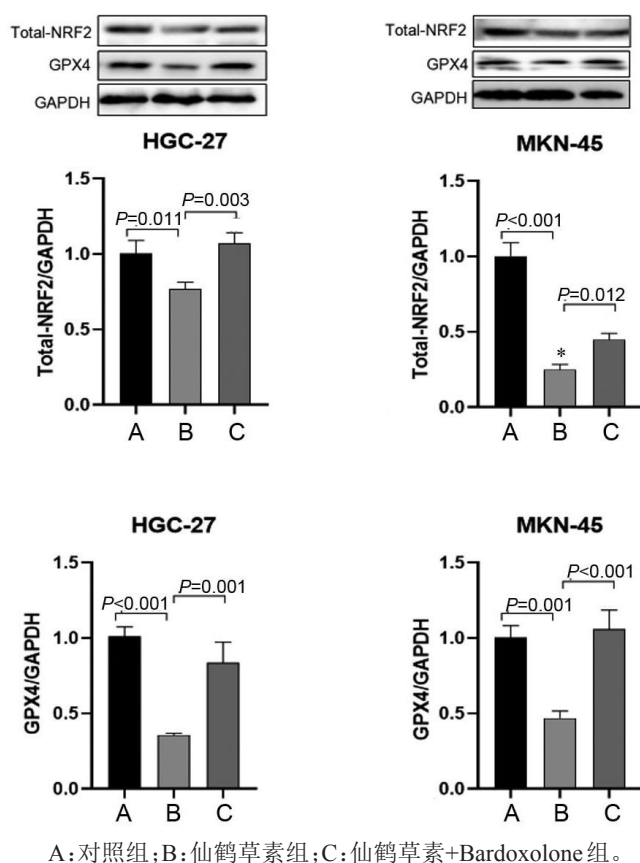 Total-NRF2
GPX4
GAPDH
HGC-27
Total-NRF2
GPX4
GAPDH
MKN-45
Total-NRF2/GAPDH
1.5
1.0
0.5
0.0
P=0.011
P=0.003
A B C
Total-NRF2/GAPDH
1.5
1.0
0.5
0.0
P<0.001
P=0.012
*
A B C
HGC-27
GPX4/GAPDH
1.5
1.0
0.5
0.0
P<0.001
P=0.001
A B C
MKN-45
GPX4/GAPDH
1.5
1.0
0.5
0.0
P=0.001
P<0.001
A B C
A:对照组;B:仙鹤草素组;C:仙鹤草素+Bardoxolone组。